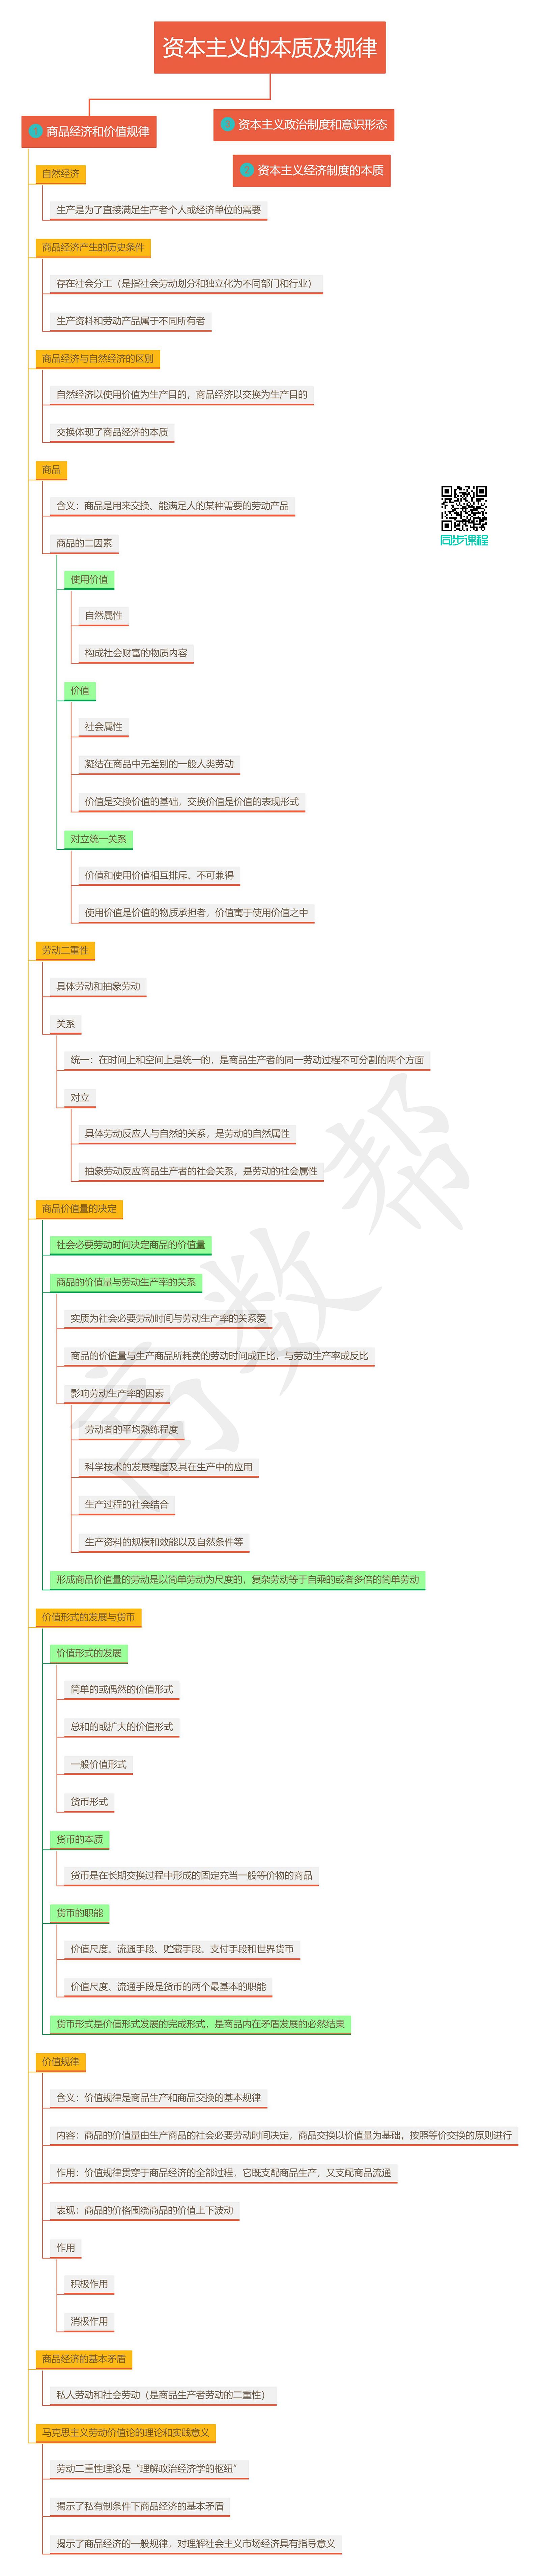 资本主义的本质及规律
1 商品经济和价值规律
3 资本主义政治制度和意识形态
2 资本主义经济制度的本质
自然经济
生产是为了直接满足生产者个人或经济单位的需要
商品经济产生的历史条件
存在社会分工（是指社会劳动划分和独立化为不同部门和行业）
生产资料和劳动产品属于不同所有者
商品经济与自然经济的区别
自然经济以使用价值为生产目的，商品经济以交换为生产目的
交换体现了商品经济的本质
商品
含义：商品是用来交换、能满足人的某种需要的劳动产品
同步课程
商品的二因素
使用价值
自然属性
构成社会财富的物质内容
价值
社会属性
凝结在商品中无差别的一般人类劳动
价值是交换价值的基础，交换价值是价值的表现形式
对立统一关系
价值和使用价值相互排斥、不可兼得
使用价值是价值的物质承担者，价值寓于使用价值之中
劳动二重性
具体劳动和抽象劳动
关系
统一：在时间上和空间上是统一的，是商品生产者的同一劳动过程不可分割的两个方面
对立
具体劳动反应人与自然的关系，是劳动的自然属性
抽象劳动反应商品生产者的社会关系，是劳动的社会属性
商品价值量的决定
社会必要劳动时间决定商品的价值量
商品的价值量与劳动生产率的关系
实质为社会必要劳动时间与劳动生产率的关系爱
商品的价值量与生产商品所耗费的劳动时间成正比，与劳动生产率成反比
影响劳动生产率的因素
劳动者的平均熟练程度
科学技术的发展程度及其在生产中的应用
生产过程的社会结合
生产资料的规模和效能以及自然条件等
形成商品价值量的劳动是以简单劳动为尺度的，复杂劳动等于自乘的或者多倍的简单劳动
高数帮
价值形式的发展与货币
价值形式的发展
简单的或偶然的价值形式
总和的或扩大的价值形式
一般价值形式
货币形式
货币的本质
货币是在长期交换过程中形成的固定充当一般等价物的商品
货币的职能
价值尺度、流通手段、贮藏手段、支付手段和世界货币
价值尺度、流通手段是货币的两个最基本的职能
货币形式是价值形式发展的完成形式，是商品内在矛盾发展的必然结果
价值规律
含义：价值规律是商品生产和商品交换的基本规律
内容：商品的价值量由生产商品的社会必要劳动时间决定，商品交换以价值量为基础，按照等价交换的原则进行
作用：价值规律贯穿于商品经济的全部过程，它既支配商品生产，又支配商品流通
表现：商品的价格围绕商品的价值上下波动
作用
积极作用
消极作用
商品经济的基本矛盾
私人劳动和社会劳动（是商品生产者劳动的二重性）
马克思主义劳动价值论的理论和实践意义
劳动二重性理论是“理解政治经济学的枢纽”
揭示了私有制条件下商品经济的基本矛盾
揭示了商品经济的一般规律，对理解社会主义市场经济具有指导意义